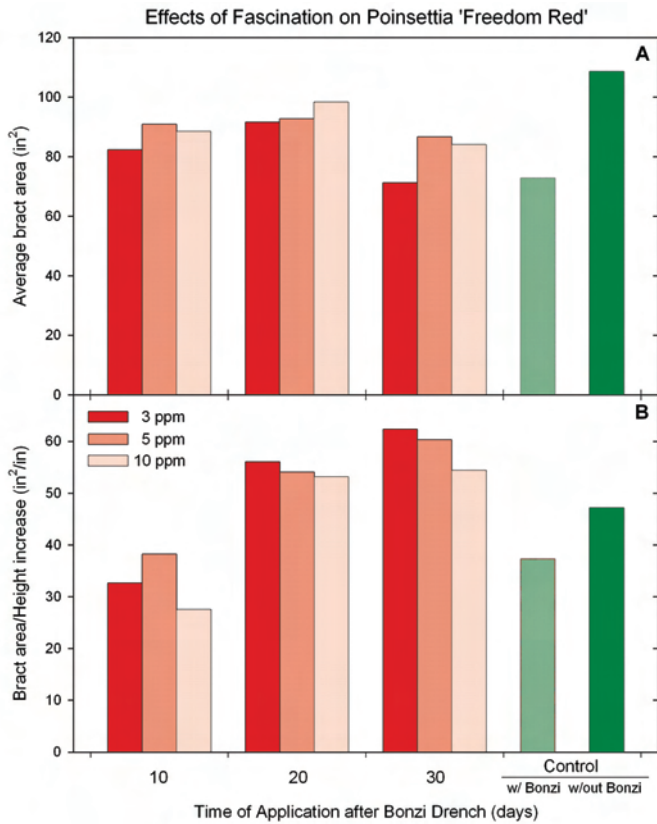 Effects of Fascination on Poinsettia 'Freedom Red'
A
Average bract area (in²)
120
100
80
60
40
20
0
B
Bract area/Height increase (in²/in)
60
50
40
30
20
10
0
3 ppm
5 ppm
10 ppm
10 20 30
Control
w/ Bonzi w/out Bonzi
Time of Application after Bonzi Drench (days)